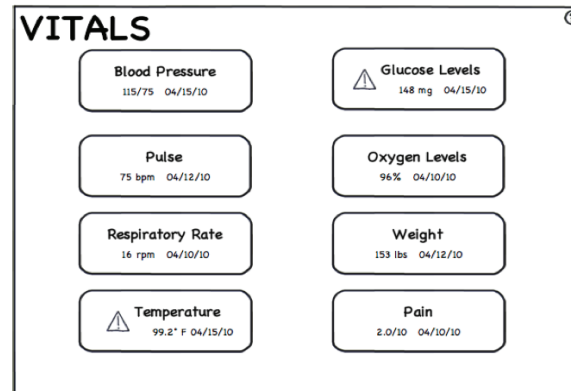 VITALS
Blood Pressure
115/75 04/15/10
Glucose Levels
148 mg 04/15/10
Pulse
75 bpm 04/12/10
Oxygen Levels
96% 04/10/10
Respiratory Rate
16 rpm 04/10/10
Weight
153 lbs 04/12/10
Temperature
99.2° F 04/15/10
Pain
2.0/10 04/10/10